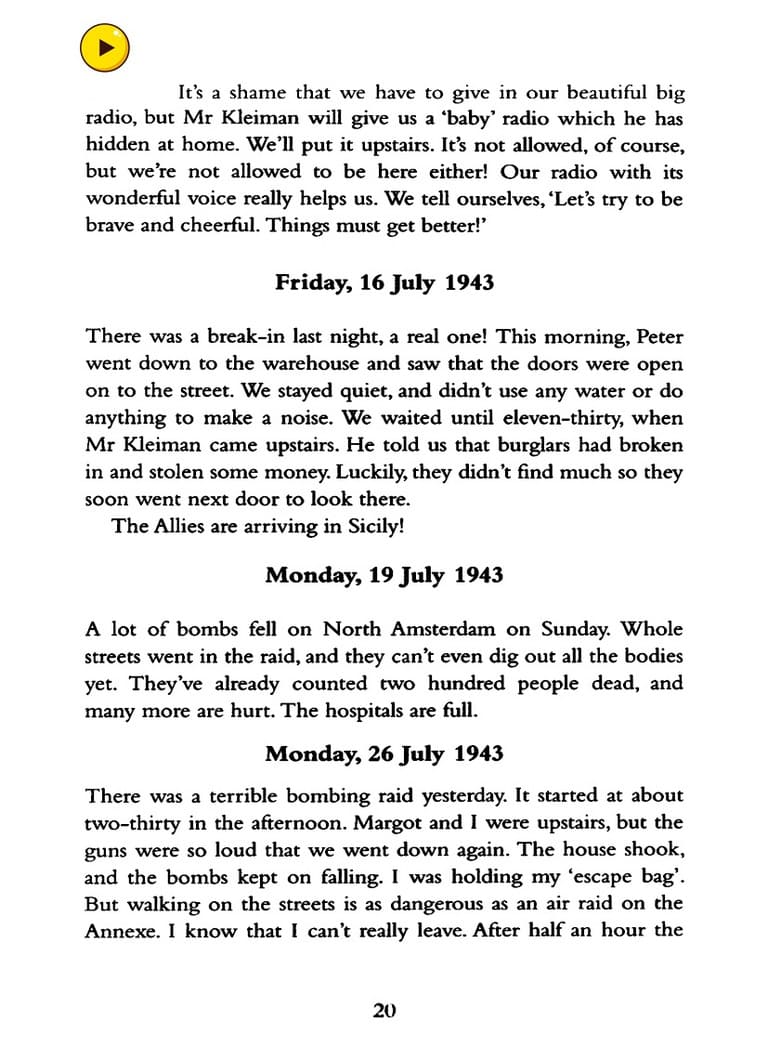 It's a shame that we have to give in our beautiful big
radio, but Mr Kleiman will give us a ‘baby’ radio which he has
hidden at home. We'll put it upstairs. It's not allowed, of course,
but we're not allowed to be here either! Our radio with its
wonderful voice really helps us. We tell ourselves, ‘Let's try to be
brave and cheerful. Things must get better!’
Friday, 16 July 1943
There was a break-in last night, a real one! This morning, Peter
went down to the warehouse and saw that the doors were open
on to the street. We stayed quiet, and didn't use any water or do
anything to make a noise. We waited until eleven-thirty, when
Mr Kleiman came upstairs. He told us that burglars had broken
in and stolen some money. Luckily, they didn't find much so they
soon went next door to look there.
The Allies are arriving in Sicily!
Monday, 19 July 1943
A lot of bombs fell on North Amsterdam on Sunday. Whole
streets went in the raid, and they can't even dig out all the bodies
yet. They've already counted two hundred people dead, and
many more are hurt. The hospitals are full.
Monday, 26 July 1943
There was a terrible bombing raid yesterday. It started at about
two-thirty in the afternoon. Margot and I were upstairs, but the
guns were so loud that we went down again. The house shook,
and the bombs kept on falling. I was holding my ‘escape bag’.
But walking on the streets is as dangerous as an air raid on the
Annexe. I know that I can't really leave. After half an hour the
20